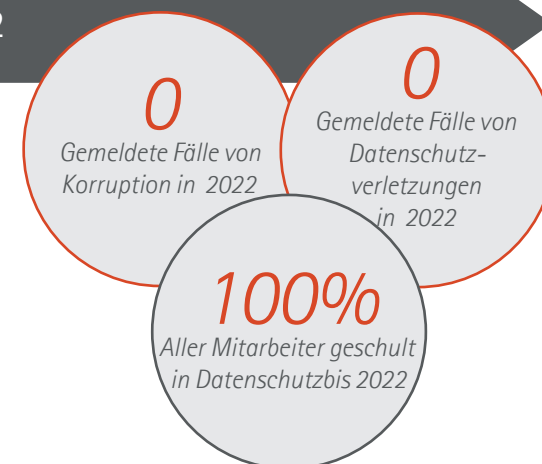 2
0
Gemeldete Fälle von
Korruption in 2022
0
Gemeldete Fälle von
Datenschutz-
verletzungen
in 2022
100%
Aller Mitarbeiter geschult
in Datenschutzbis 2022